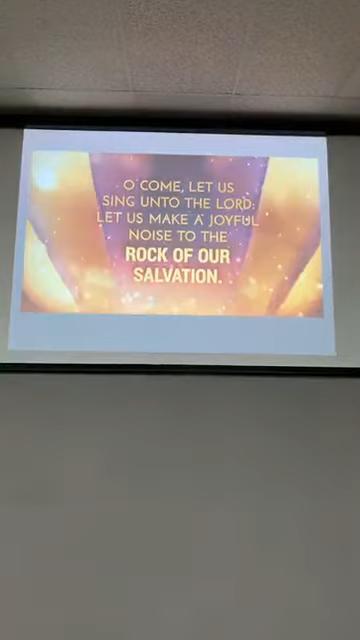 O COME, LET US
SING UNTO THE LORD:
LET US MAKE A JOYFUL
NOISE TO THE
ROCK OF OUR
SALVATION.